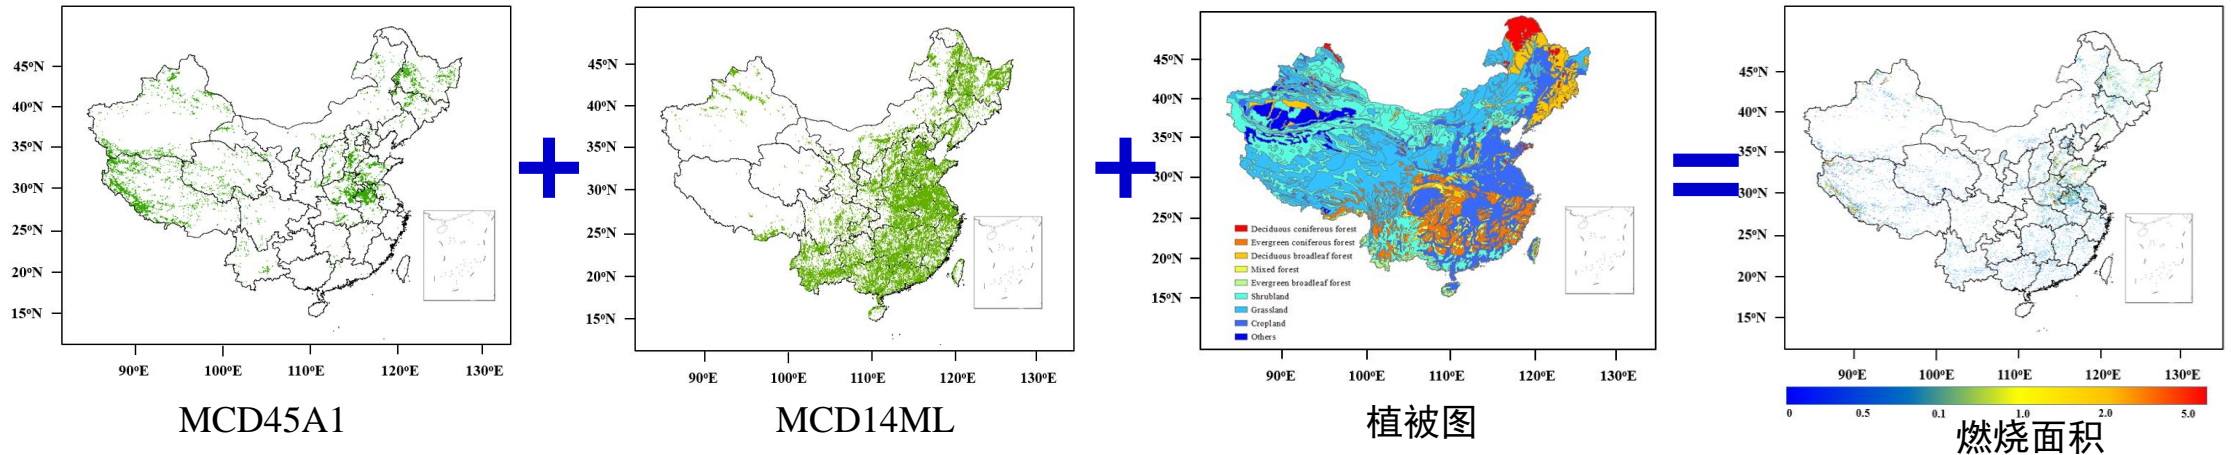 45°N
40°N
35°N
30°N
25°N
20°N
15°N
90°E 100°E 110°E 120°E 130°E
MCD45A1
+
45°N
40°N
35°N
30°N
25°N
20°N
15°N
90°E 100°E 110°E 120°E 130°E
MCD14ML
+
45°N
40°N
35°N
30°N
25°N
20°N
15°N
Deciduous coniferous forest
Evergreen coniferous forest
Deciduous broadleaf forest
Mixed forest
Evergreen broadleaf forest
Shrubland
Grassland
Cropland
Others
90°E 100°E 110°E 120°E 130°E
植被图
=
45°N
40°N
35°N
30°N
25°N
20°N
15°N
90°E 100°E 110°E 120°E 130°E
0 0.5 0.1 1.0 2.0 5.0
燃烧面积